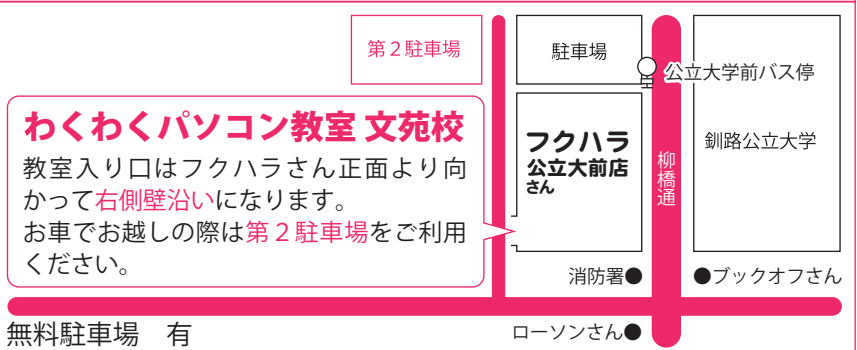 第２駐車場
駐車場
公立大学前バス停
わくわくパソコン教室 文苑校
教室入り口はフクハラさん正面より向
かって右側壁沿いになります。
お車でお越しの際は第２駐車場をご利用
ください。
フクハラ
公立大前店
さん
柳橋通
釧路公立大学
消防署●
●ブックオフさん
無料駐車場　有
ローソンさん●